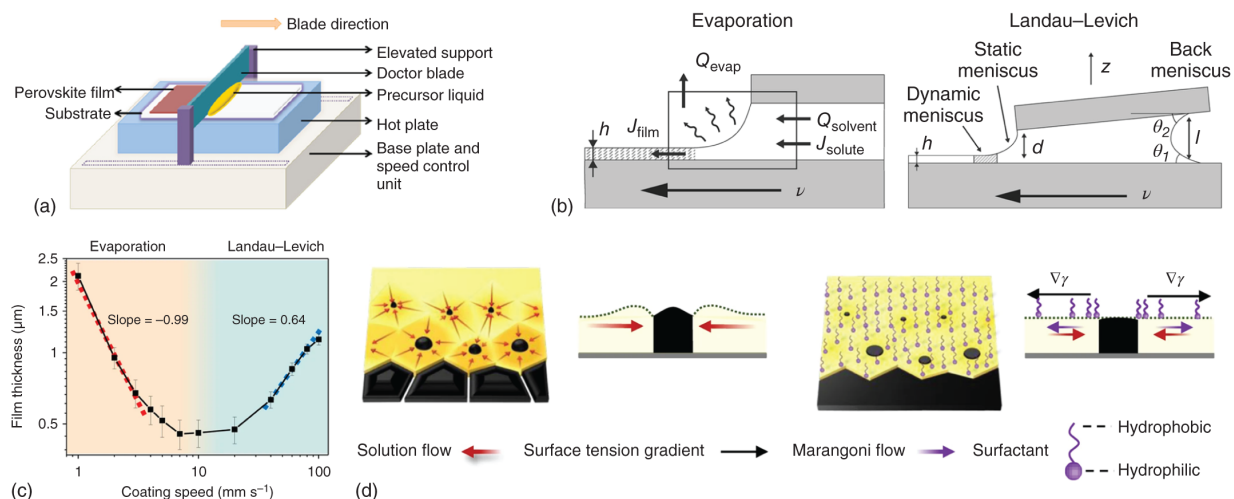 (a)
Blade direction
Elevated support
Doctor blade
Precursor liquid
Hot plate
Base plate and
speed control
unit
Perovskite film
Substrate
(b)
Evaporation
Q_evap
h
J_film
Q_solvent
J_solute
ν
Landau–Levich
Static
meniscus
z
Back
meniscus
Dynamic
meniscus
h
d
θ₂
θ₁
l
ν
(c)
Evaporation
Landau–Levich
Film thickness (μm)
2.5
2
1.5
1
0.5
Slope = –0.99
Slope = 0.64
1
10
100
Coating speed (mm s⁻¹)
(d)
∇γ
∇γ
Solution flow
Surface tension gradient
Marangoni flow
Surfactant
Hydrophobic
Hydrophilic